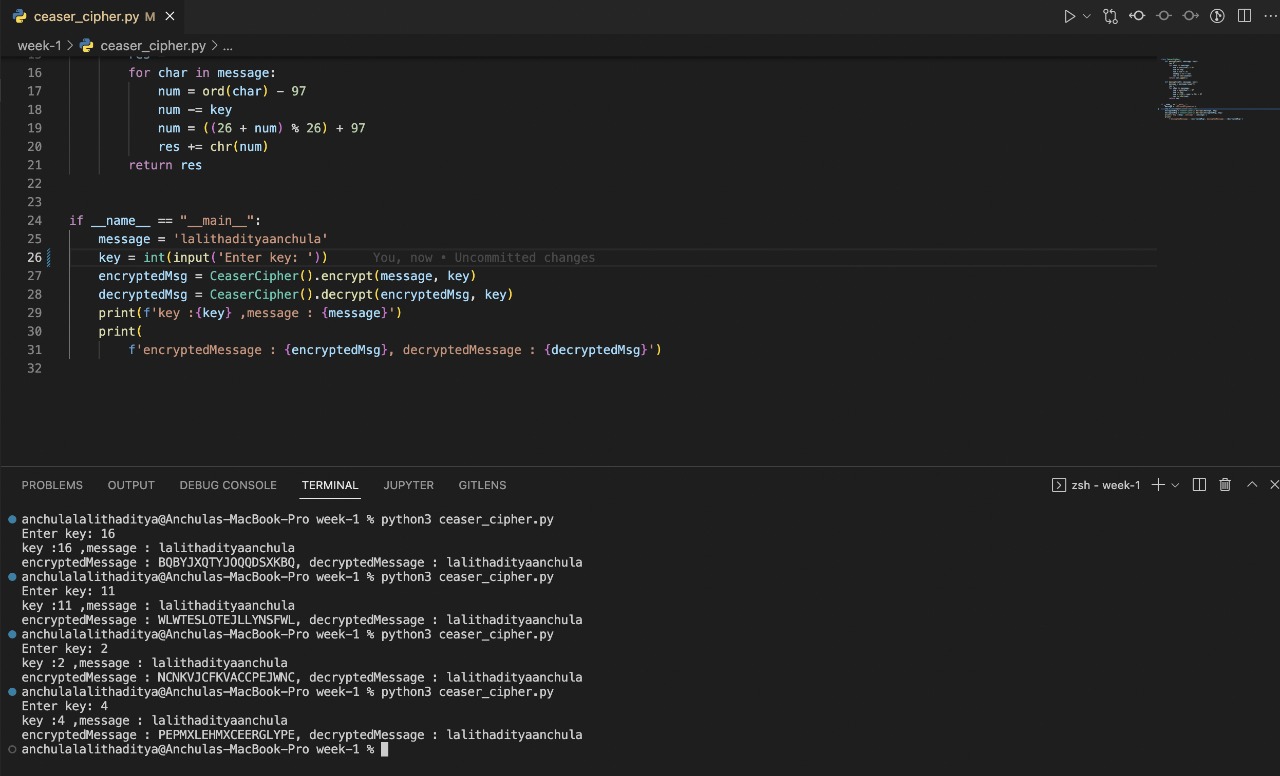 ceaser_cipher.py M
week-1 > ceaser_cipher.py > ...
16 for char in message:
17 num = ord(char) - 97
18 num -= key
19 num = ((26 + num) % 26) + 97
20 res += chr(num)
21 return res
22
23
24 if __name__ == "__main__":
25 message = 'lalithadityaanchula'
26 key = int(input('Enter key: ')) You, now • Uncommitted changes
27 encryptedMsg = CeaserCipher().encrypt(message, key)
28 decryptedMsg = CeaserCipher().decrypt(encryptedMsg, key)
29 print(f'key :{key} ,message : {message}')
30 print(
31 f'encryptedMessage : {encryptedMsg}, decryptedMessage : {decryptedMsg}')
32
PROBLEMS OUTPUT DEBUG CONSOLE TERMINAL JUPYTER GITLENS zsh - week-1
anchulalalithaditya@Anchulas-MacBook-Pro week-1 % python3 ceaser_cipher.py
Enter key: 16
key :16 ,message : lalithadityaanchula
encryptedMessage : BQBYJXQTYJOQQDSXKBQ, decryptedMessage : lalithadityaanchula
anchulalalithaditya@Anchulas-MacBook-Pro week-1 % python3 ceaser_cipher.py
Enter key: 11
key :11 ,message : lalithadityaanchula
encryptedMessage : WLWTESLOTEJLLYNSFWL, decryptedMessage : lalithadityaanchula
anchulalalithaditya@Anchulas-MacBook-Pro week-1 % python3 ceaser_cipher.py
Enter key: 2
key :2 ,message : lalithadityaanchula
encryptedMessage : NCNKVJCFKVACCPEJWNC, decryptedMessage : lalithadityaanchula
anchulalalithaditya@Anchulas-MacBook-Pro week-1 % python3 ceaser_cipher.py
Enter key: 4
key :4 ,message : lalithadityaanchula
encryptedMessage : PEPMXLEHMXCEERGLYPE, decryptedMessage : lalithadityaanchula
anchulalalithaditya@Anchulas-MacBook-Pro week-1 %